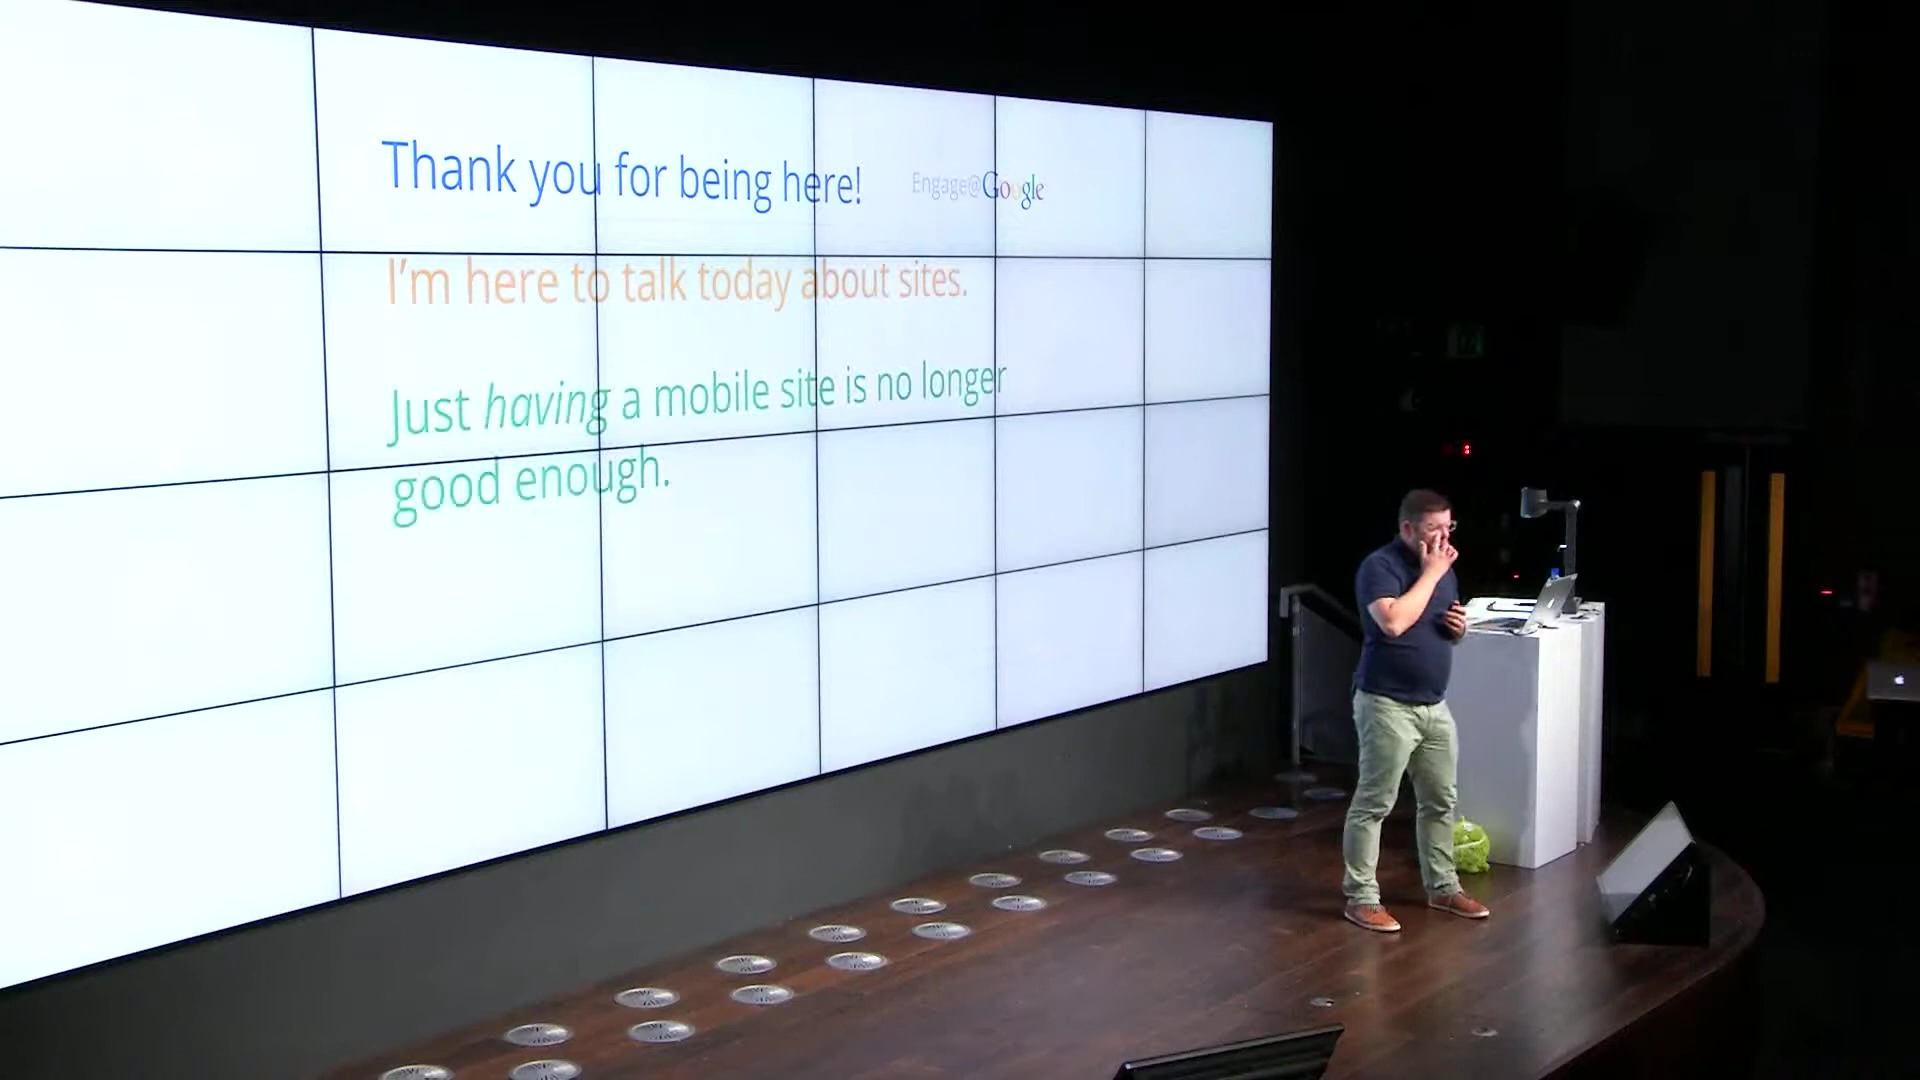 Thank you for being here!
Engage@Google
I'm here to talk today about sites.
Just having a mobile site is no longer
good enough.